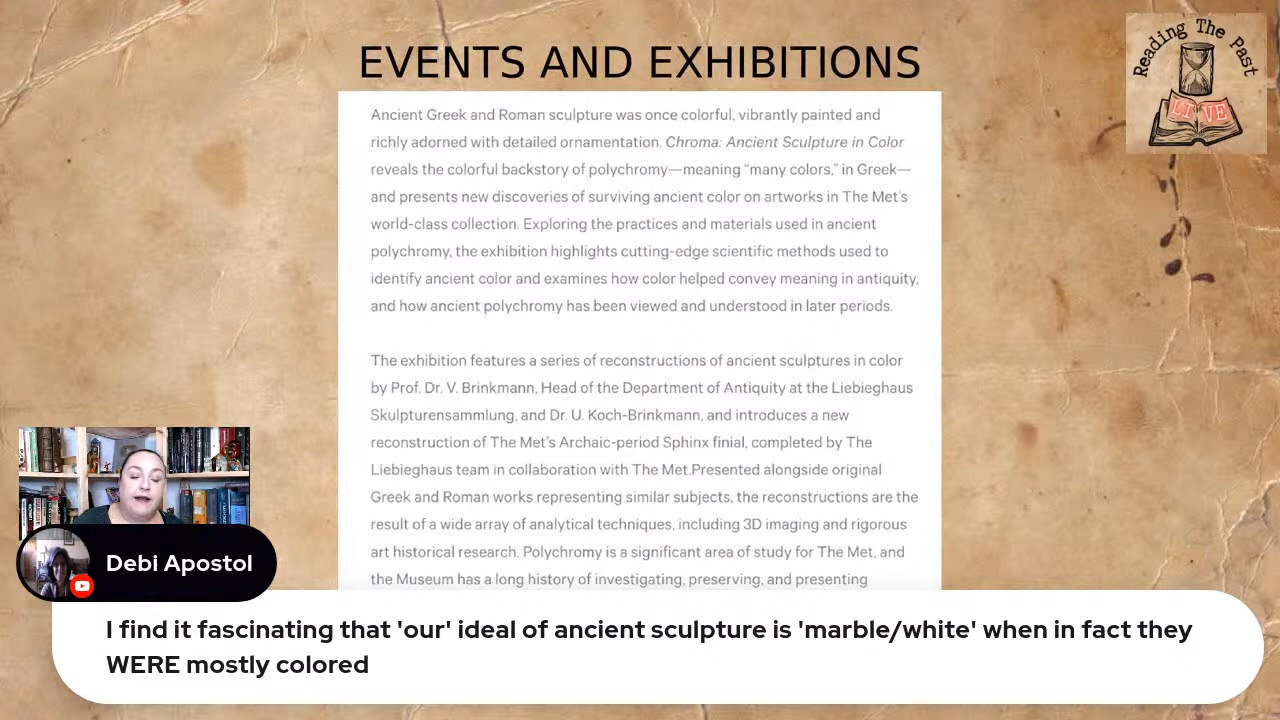 EVENTS AND EXHIBITIONS
Reading The Past
LIVE
Ancient Greek and Roman sculpture was once colorful, vibrantly painted and
richly adorned with detailed ornamentation. Chroma: Ancient Sculpture in Color
reveals the colorful backstory of polychromy—meaning “many colors,” in Greek—
and presents new discoveries of surviving ancient color on artworks in The Met’s
world-class collection. Exploring the practices and materials used in ancient
polychromy, the exhibition highlights cutting-edge scientific methods used to
identify ancient color and examines how color helped convey meaning in antiquity,
and how ancient polychromy has been viewed and understood in later periods.
The exhibition features a series of reconstructions of ancient sculptures in color
by Prof. Dr. V. Brinkmann, Head of the Department of Antiquity at the Liebieghaus
Skulpturensammlung, and Dr. U. Koch-Brinkmann, and introduces a new
reconstruction of The Met’s Archaic-period Sphinx finial, completed by The
Liebieghaus team in collaboration with The Met.Presented alongside original
Greek and Roman works representing similar subjects, the reconstructions are the
result of a wide array of analytical techniques, including 3D imaging and rigorous
art historical research. Polychromy is a significant area of study for The Met, and
the Museum has a long history of investigating, preserving, and presenting
Debi Apostol
I find it fascinating that 'our' ideal of ancient sculpture is 'marble/white' when in fact they
WERE mostly colored